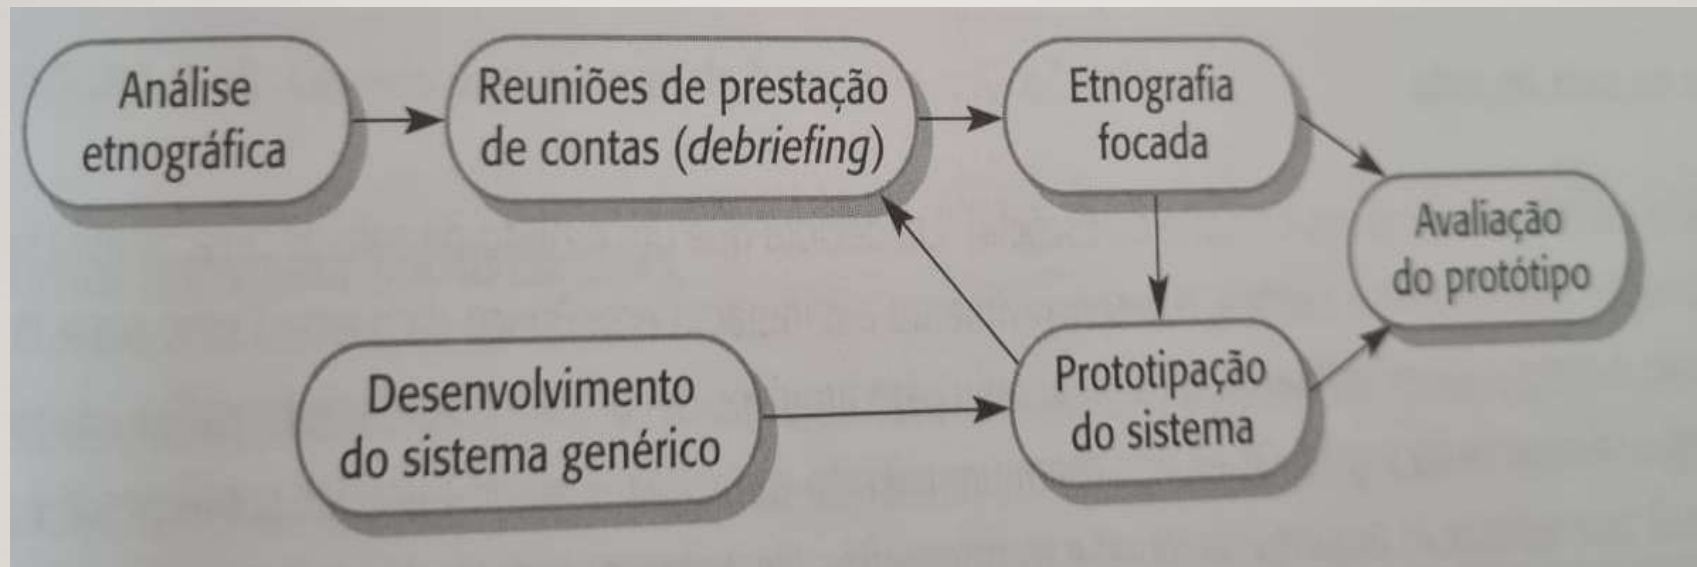 Análise
etnográfica
Reuniões de prestação
de contas (debriefing)
Etnografia
focada
Avaliação
do protótipo
Desenvolvimento
do sistema genérico
Prototipação
do sistema